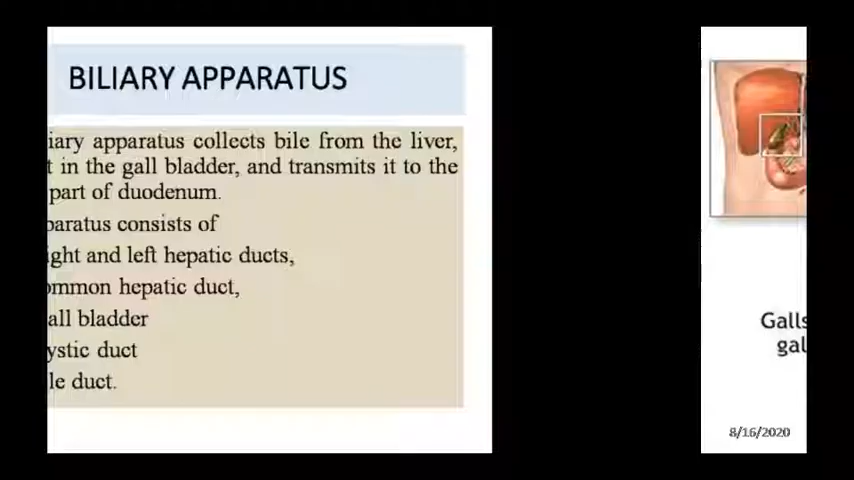 BILIARY APPARATUS
iary apparatus collects bile from the liver,
t in the gall bladder, and transmits it to the
part of duodenum.
paratus consists of
ight and left hepatic ducts,
ommon hepatic duct,
all bladder
ystic duct
le duct.
Galls
gal
8/16/2020